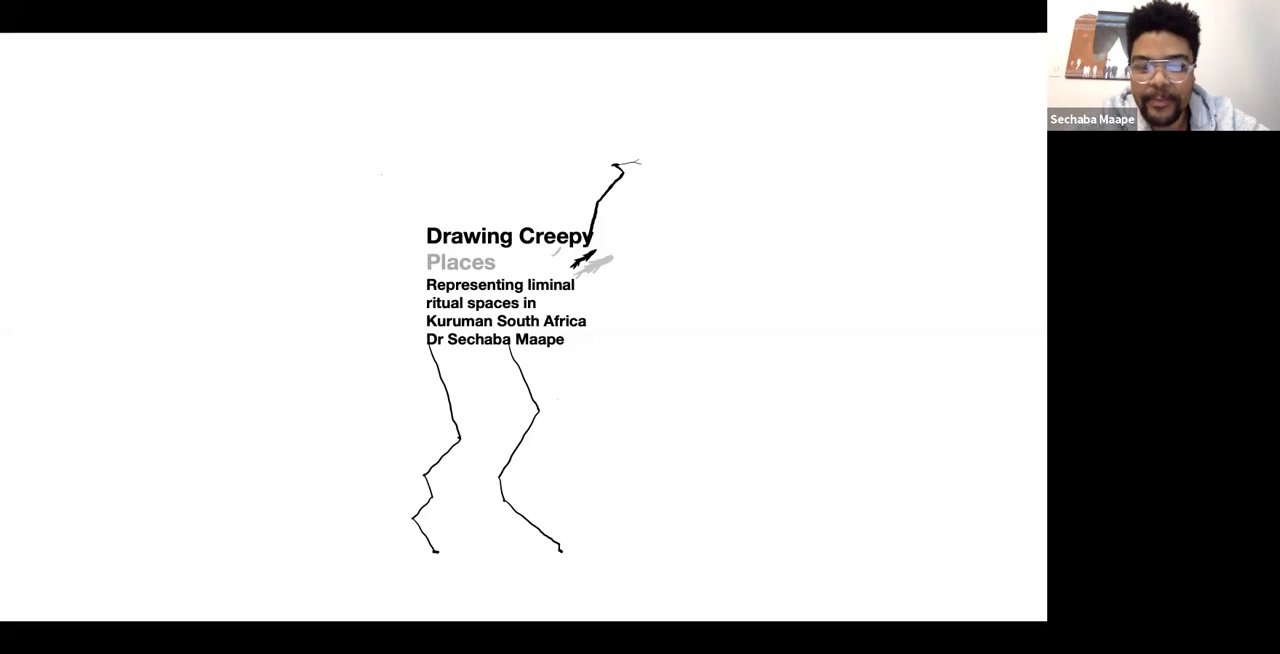 Drawing Creepy
Places
Representing liminal
ritual spaces in
Kuruman South Africa
Dr Sechaba Maape
Sechaba Maape